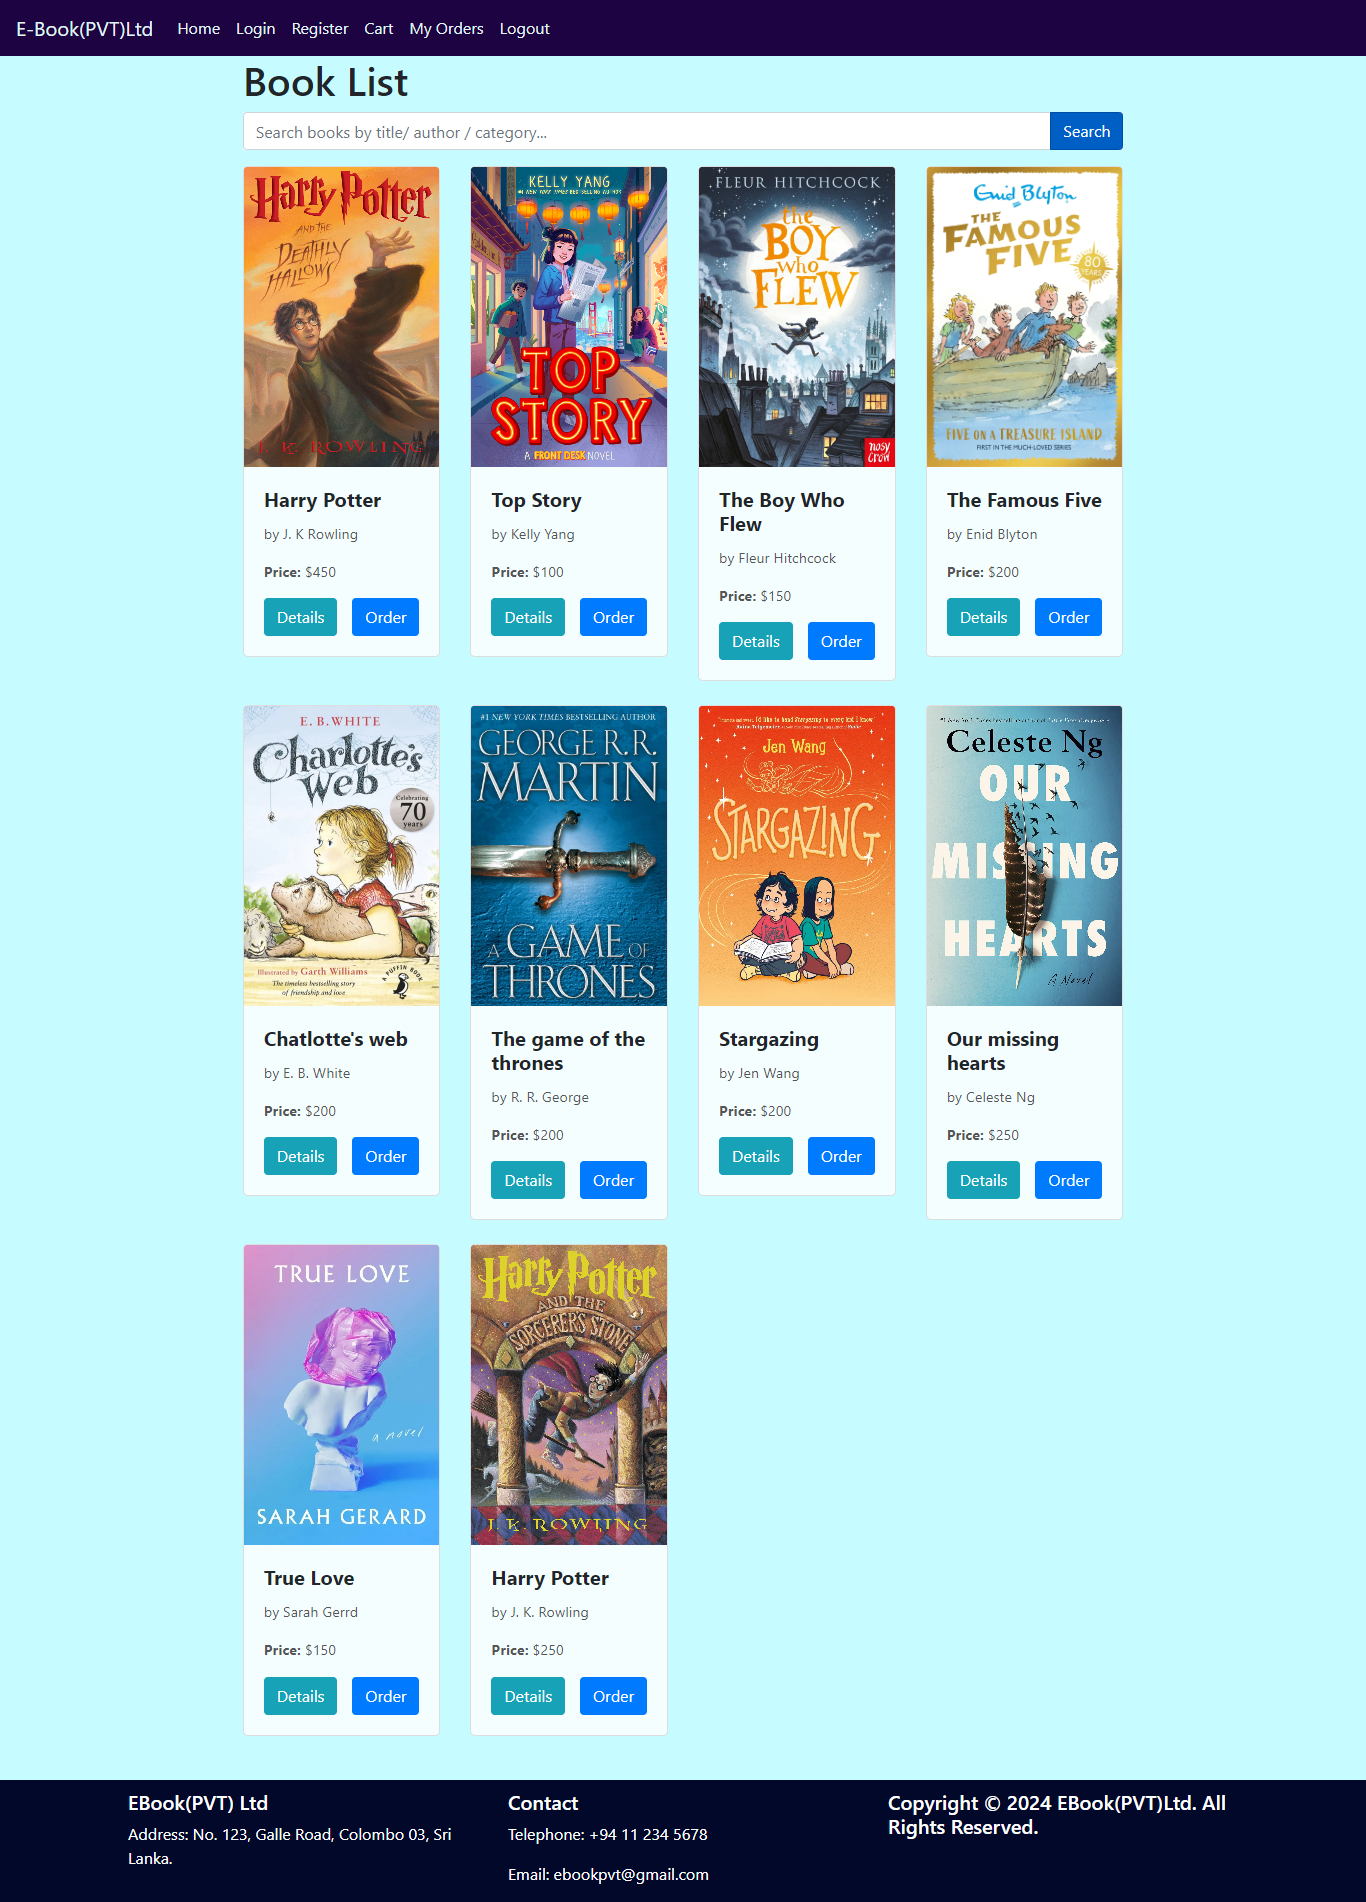 E-Book(PVT)Ltd Home Login Register Cart My Orders Logout
Book List
Search books by title/ author / category... Search
Harry Potter
AND THE
DEATHLY
HALLOWS
J. K. ROWLING
Harry Potter
by J. K Rowling
Price: $450
Details Order
KELLY YANG
#1 NEW YORK TIMES BESTSELLING AUTHOR
TOP
STORY
A FRONT DESK NOVEL
Top Story
by Kelly Yang
Price: $100
Details Order
FLEUR HITCHCOCK
the
BOY
who
FLEW
nosy
crow
The Boy Who
Flew
by Fleur Hitchcock
Price: $150
Details Order
Enid Blyton
THE
FAMOUS
FIVE
80
YEARS
FIVE ON A TREASURE ISLAND
FIRST IN THE MUCH-LOVED SERIES
The Famous Five
by Enid Blyton
Price: $200
Details Order
E. B. WHITE
Charlotte's
Web
Celebrating
70
years
Illustrated by Garth Williams
The timeless bestselling story
of friendship and love
A PUFFIN BOOK
Chatlotte's web
by E. B. White
Price: $200
Details Order
#1 NEW YORK TIMES BESTSELLING AUTHOR
GEORGE R. R.
MARTIN
A GAME OF
THRONES
The game of the
thrones
by R. R. George
Price: $200
Details Order
Jen Wang
STARGAZING
Stargazing
by Jen Wang
Price: $200
Details Order
Celeste Ng
OUR
MISSING
HEARTS
A Novel
Our missing
hearts
by Celeste Ng
Price: $250
Details Order
TRUE LOVE
a novel
SARAH GERARD
True Love
by Sarah Gerrd
Price: $150
Details Order
Harry Potter
AND THE
SORCERER'S STONE
J. K. ROWLING
Harry Potter
by J. K. Rowling
Price: $250
Details Order
EBook(PVT) Ltd
Address: No. 123, Galle Road, Colombo 03, Sri
Lanka.
Contact
Telephone: +94 11 234 5678
Email: ebookpvt@gmail.com
Copyright © 2024 EBook(PVT)Ltd. All
Rights Reserved.